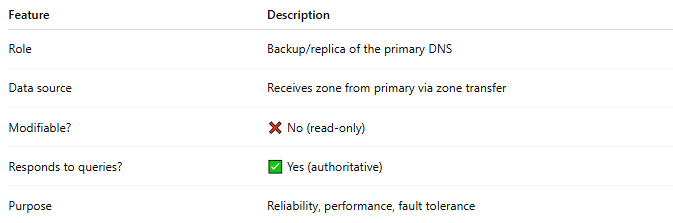 Feature Description
Role Backup/replica of the primary DNS
Data source Receives zone from primary via zone transfer
Modifiable? ❌ No (read-only)
Responds to queries? ✅ Yes (authoritative)
Purpose Reliability, performance, fault tolerance